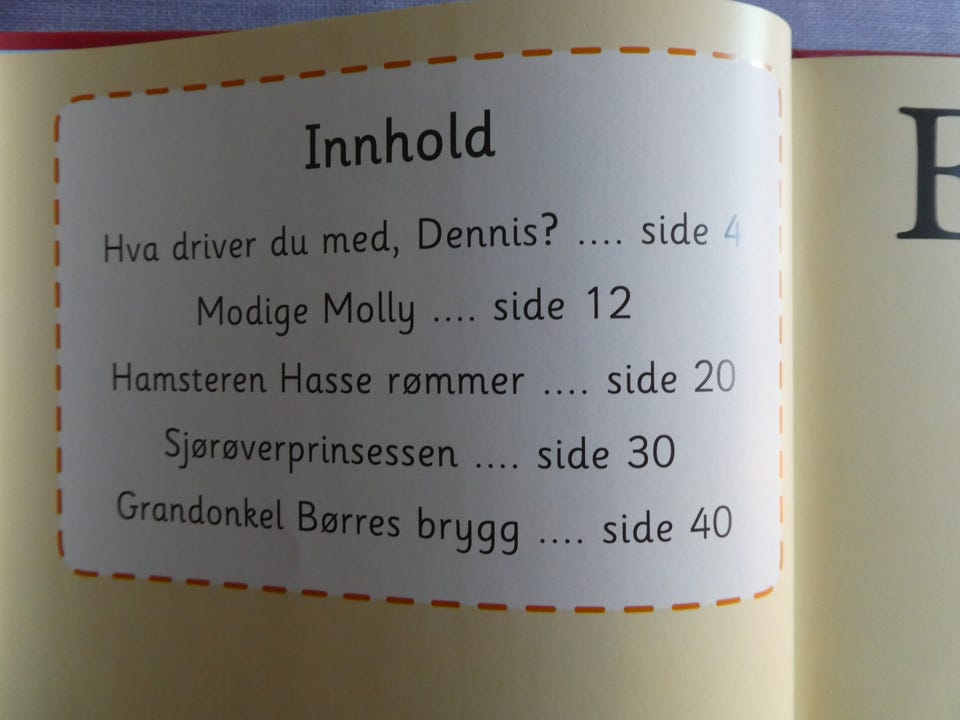 Innhold
Hva driver du med, Dennis? .... side 4
Modige Molly .... side 12
Hamsteren Hasse rømmer .... side 20
Sjørøverprinsessen .... side 30
Grandonkel Børres brygg .... side 40